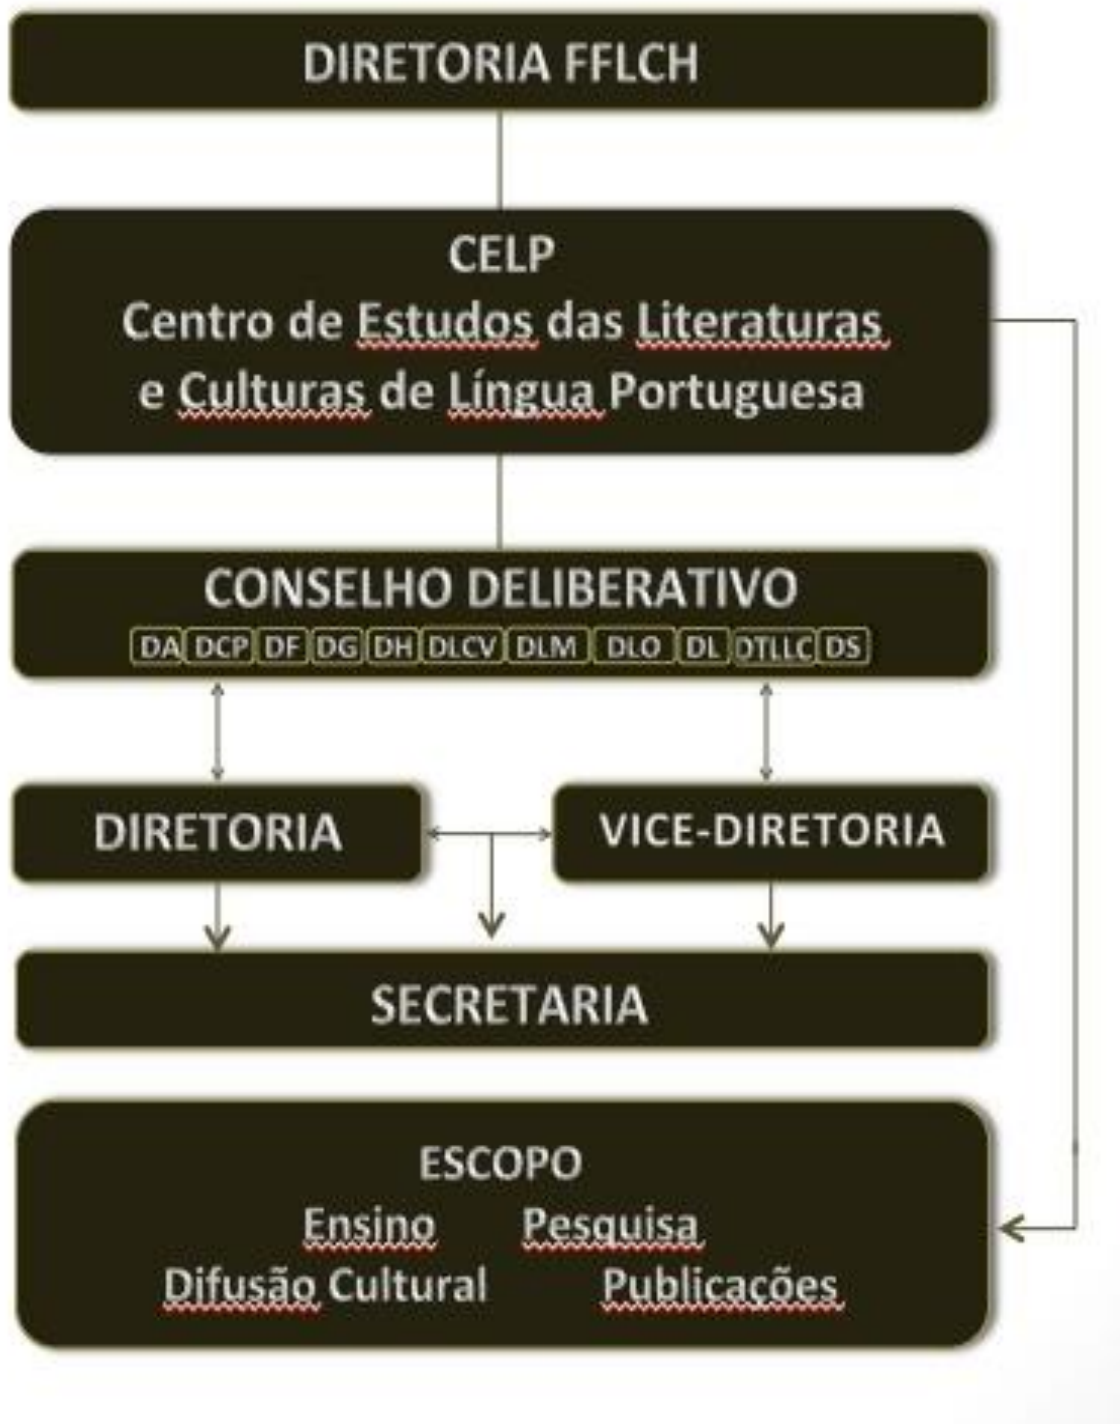 DIRETORIA FFLCH
CELP
Centro de Estudos das Literaturas
e Culturas de Língua Portuguesa
CONSELHO DELIBERATIVO
DA DCP DF DG DH DLCV DLM DLO DL DTLLC DS
DIRETORIA
VICE-DIRETORIA
SECRETARIA
ESCOPO
Ensino Pesquisa
Difusão Cultural Publicações